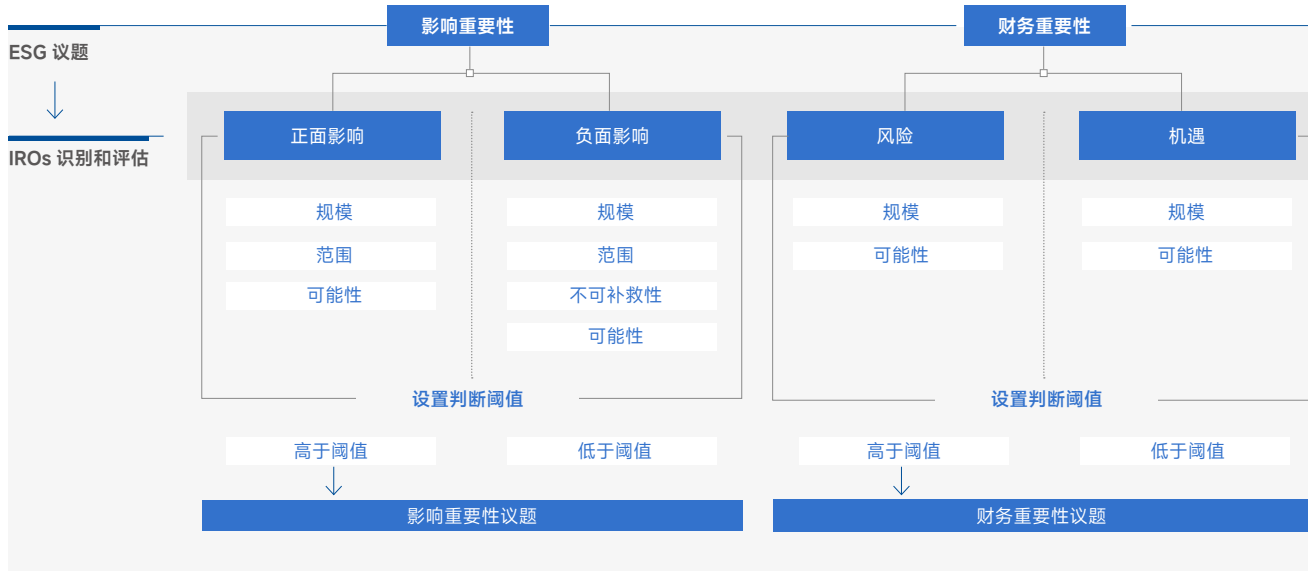 影响重要性
财务重要性
ESG 议题
IROs 识别和评估
正面影响
负面影响
风险
机遇
规模
规模
规模
规模
范围
范围
可能性
可能性
可能性
不可补救性
可能性
设置判断阈值
设置判断阈值
高于阈值
低于阈值
高于阈值
低于阈值
影响重要性议题
财务重要性议题